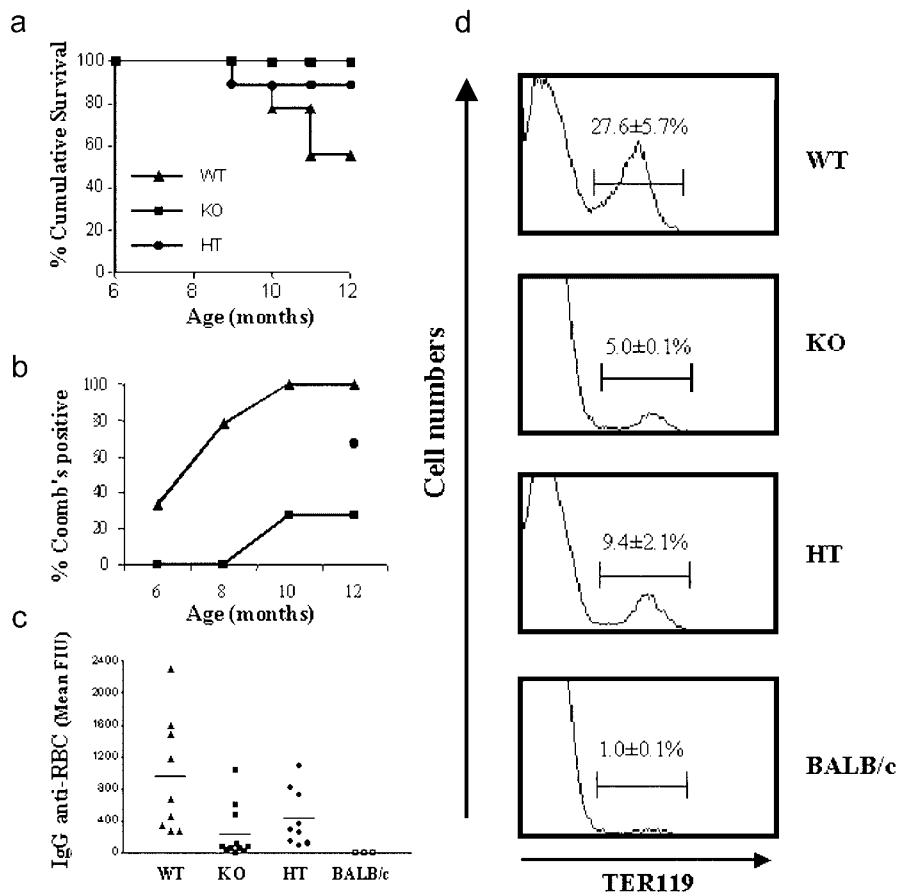 a
% Cumulative Survival
100
80
60
40
20
0
WT
KO
HT
6
8
10
12
Age (months)
b
% Coomb's positive
100
80
60
40
20
0
6
8
10
12
Age (months)
c
IgG anti-RBC (Mean FIU)
2400
2000
1600
1200
800
400
0
WT KO HT BALB/c
d
Cell numbers
27.6±5.7%
WT
5.0±0.1%
KO
9.4±2.1%
HT
1.0±0.1%
BALB/c
TER119